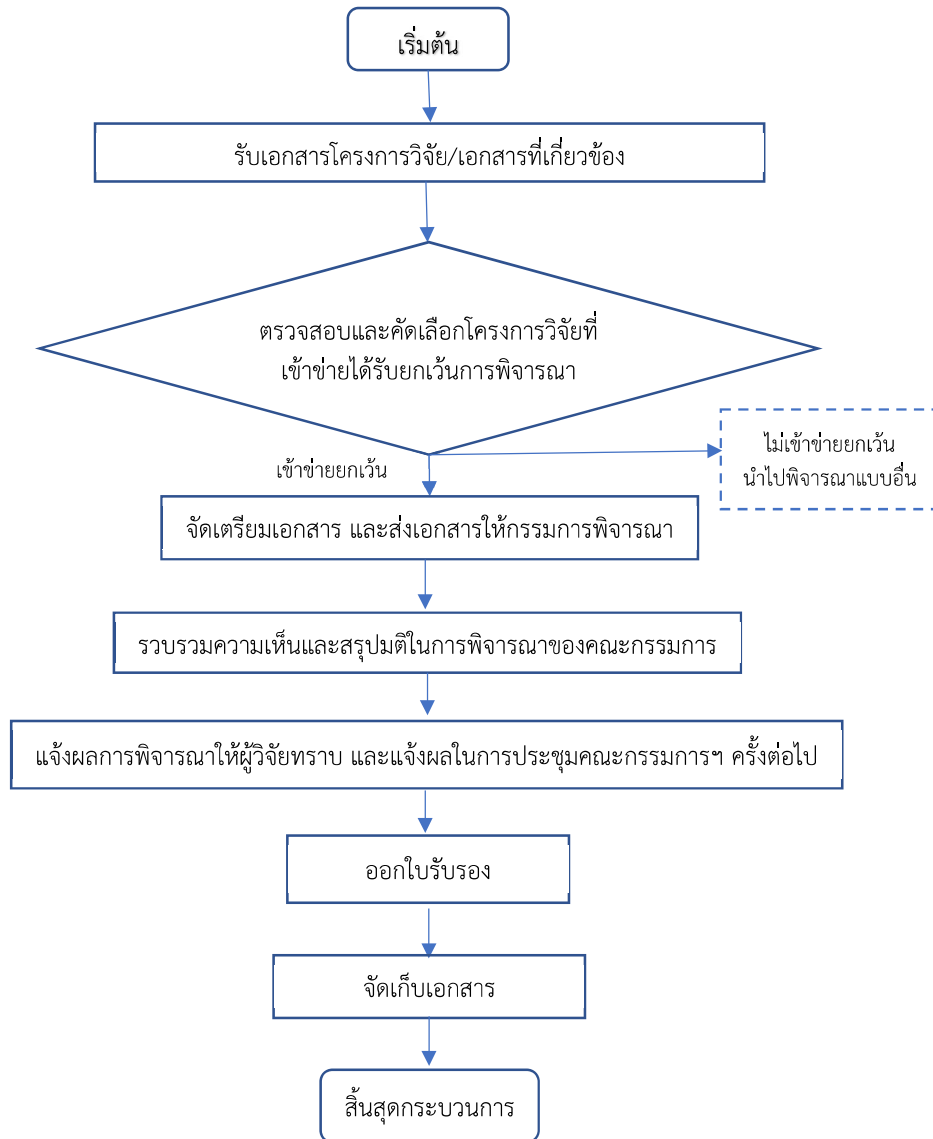 เริ่มต้น
รับเอกสารโครงการวิจัย/เอกสารที่เกี่ยวข้อง
ตรวจสอบและคัดเลือกโครงการวิจัยที่
เข้าข่ายได้รับยกเว้นการพิจารณา
ไม่เข้าข่ายยกเว้น
นำไปพิจารณาแบบอื่น
เข้าข่ายยกเว้น
จัดเตรียมเอกสาร และส่งเอกสารให้กรรมการพิจารณา
รวบรวมความเห็นและสรุปมติในการพิจารณาของคณะกรรมการ
แจ้งผลการพิจารณาให้ผู้วิจัยทราบ และแจ้งผลในการประชุมคณะกรรมการฯ ครั้งต่อไป
ออกใบรับรอง
จัดเก็บเอกสาร
สิ้นสุดกระบวนการ